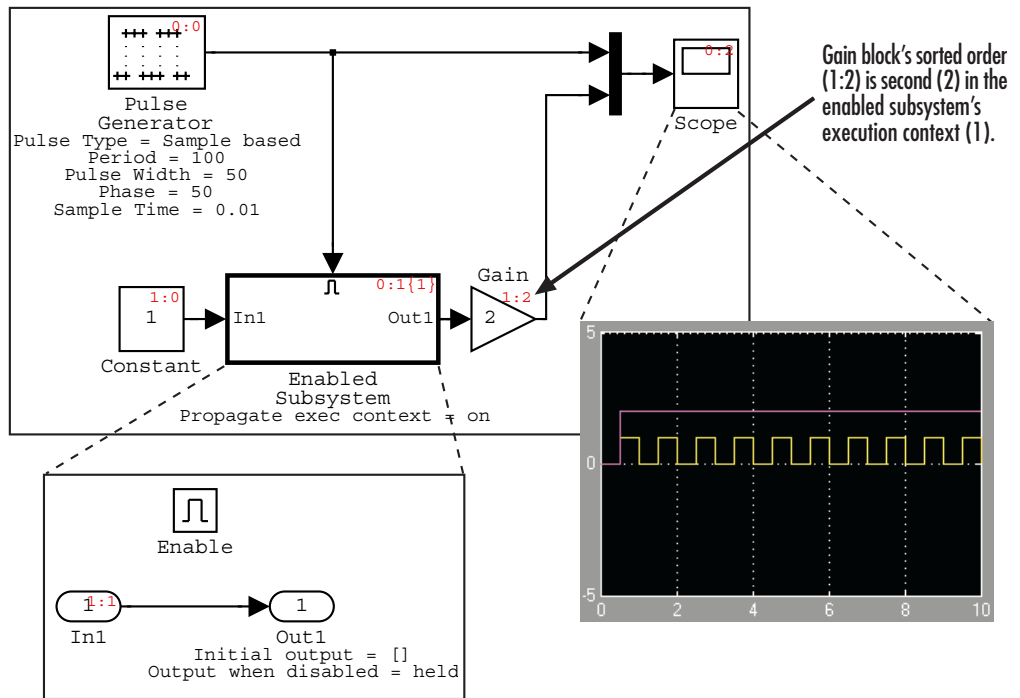 0:0
Pulse
Generator
Pulse Type = Sample based
Period = 100
Pulse Width = 50
Phase = 50
Sample Time = 0.01
0:2
Scope
Gain block's sorted order
(1:2) is second (2) in the
enabled subsystem's
execution context (1).
1:0
1
Constant
0:1{1}
In1
Out1
Enabled
Subsystem
Propagate exec context = on
Gain
1:2
2
5
0
-5
0 2 4 6 8 10
Enable
1
1:1
In1
1
Out1
Initial output = []
Output when disabled = held